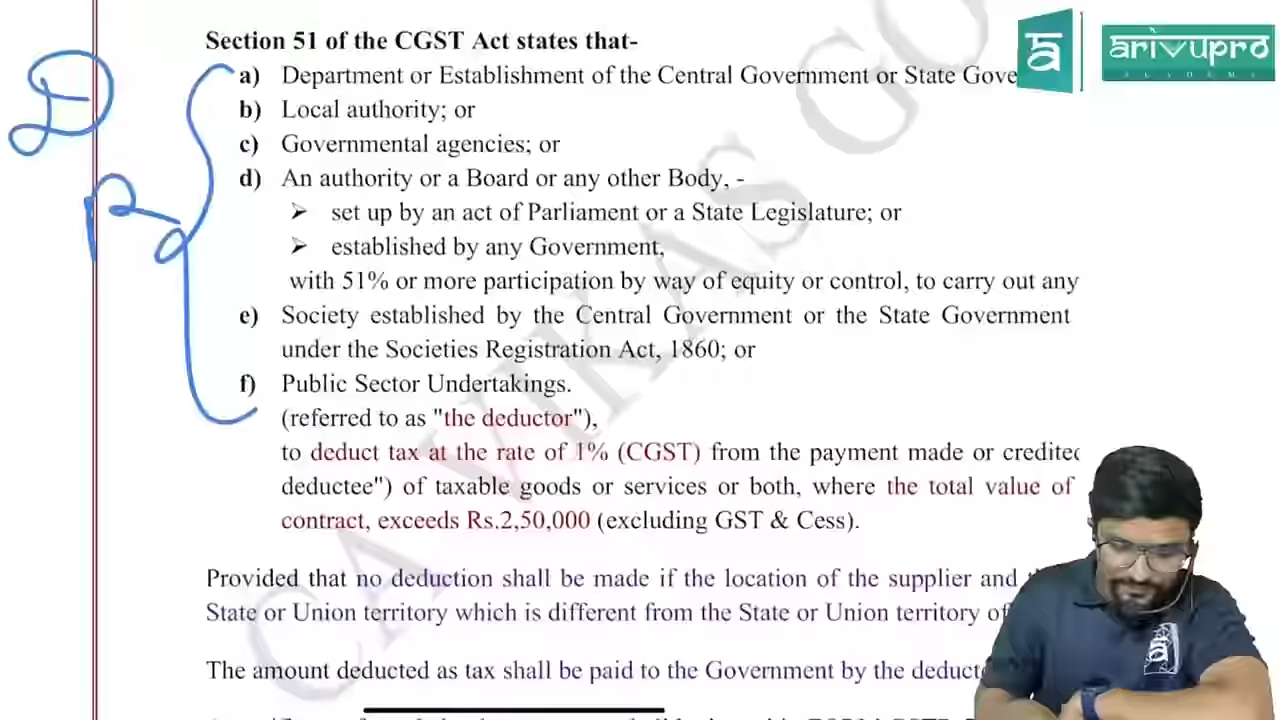 Section 51 of the CGST Act states that-
a) Department or Establishment of the Central Government or State Gove
b) Local authority; or
c) Governmental agencies; or
d) An authority or a Board or any other Body, -
➤ set up by an act of Parliament or a State Legislature; or
➤ established by any Government,
with 51% or more participation by way of equity or control, to carry out any
e) Society established by the Central Government or the State Government
under the Societies Registration Act, 1860; or
f) Public Sector Undertakings.
(referred to as "the deductor"),
to deduct tax at the rate of 1% (CGST) from the payment made or credited
deductee") of taxable goods or services or both, where the total value of
contract, exceeds Rs.2,50,000 (excluding GST & Cess).
Provided that no deduction shall be made if the location of the supplier and
State or Union territory which is different from the State or Union territory of
The amount deducted as tax shall be paid to the Government by the deducto
arivupro
ACADEMY
CA VIKAS GO